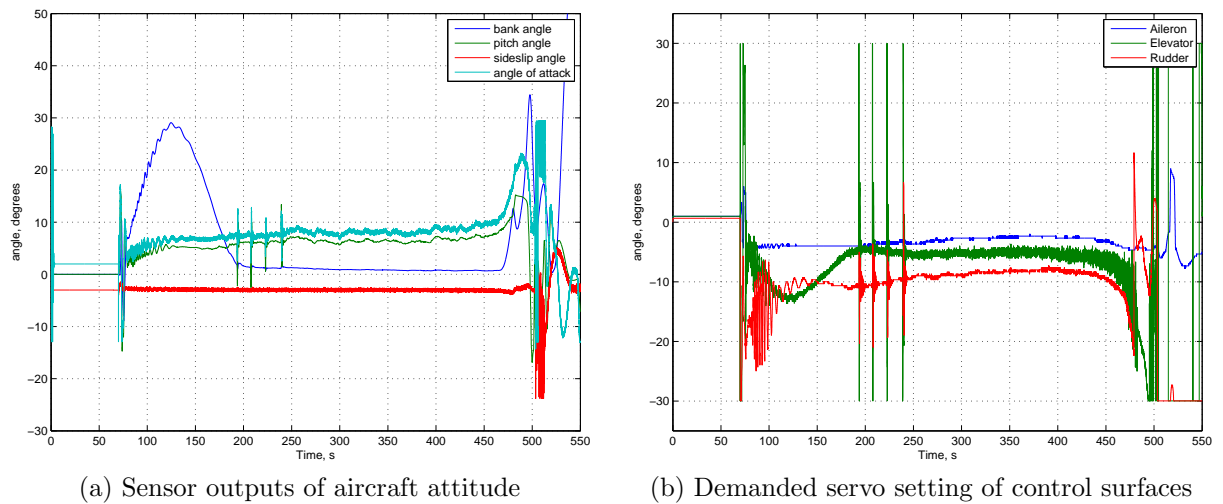 50
40
30
20
10
0
−10
−20
−30
angle, degrees
0 50 100 150 200 250 300 350 400 450 500 550
Time, s
bank angle
pitch angle
sideslip angle
angle of attack
(a) Sensor outputs of aircraft attitude
30
20
10
0
−10
−20
−30
angle, degrees
0 50 100 150 200 250 300 350 400 450 500 550
Time, s
Aileron
Elevator
Rudder
(b) Demanded servo setting of control surfaces